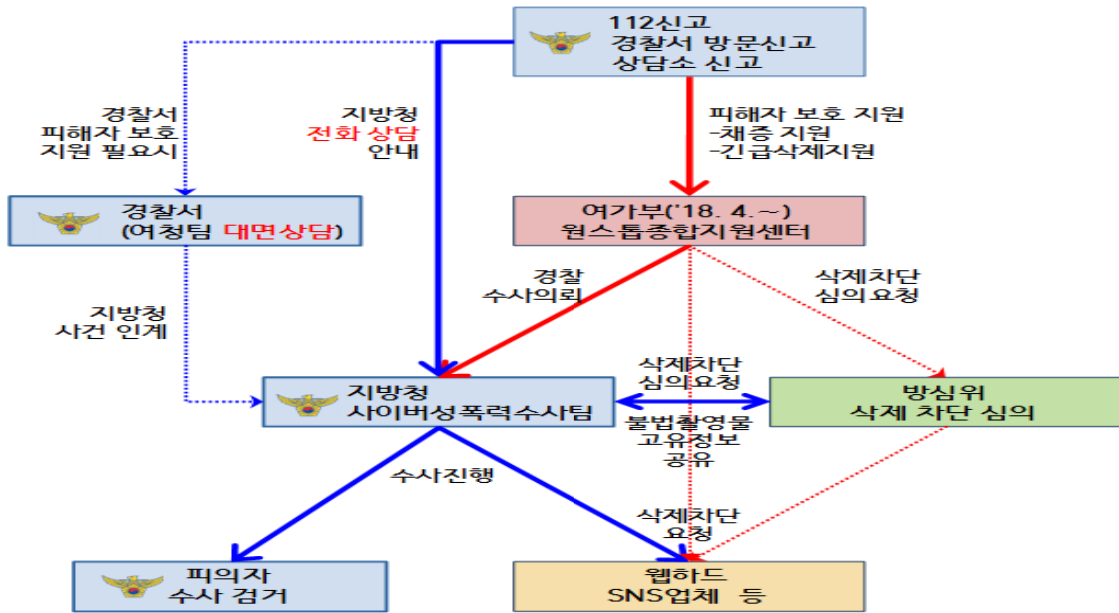 112신고
경찰서 방문신고
상담소 신고
경찰서
피해자 보호
지원 필요시
지방청
전화 상담
안내
피해자 보호 지원
-채증 지원
-긴급삭제지원
경찰서
(여청팀 대면상담)
여가부('18. 4.~)
원스톱종합지원센터
경찰
수사의뢰
삭제차단
심의요청
지방청
사건 인계
삭제차단
심의요청
지방청
사이버성폭력수사팀
방심위
삭제 차단 심의
불법촬영물
고유정보
공유
수사진행
삭제차단
요청
피의자
수사 검거
웹하드
SNS업체 등